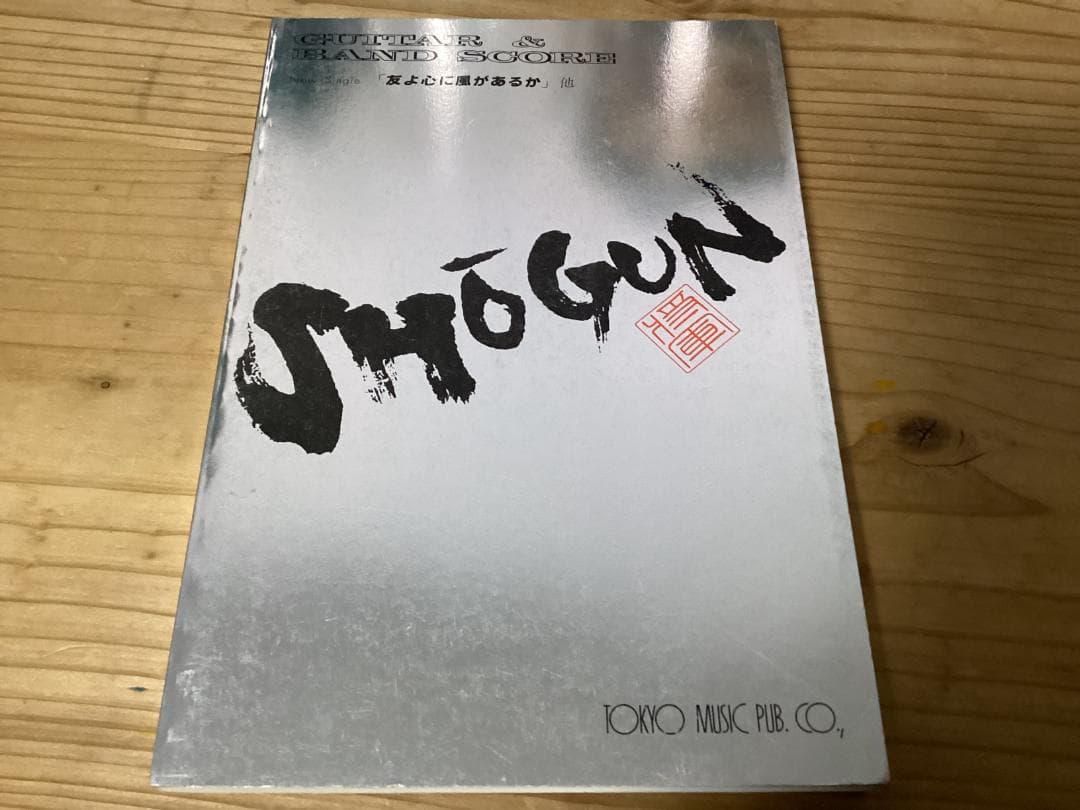 GUITAR &
BAND SCORE
New Single 「友よ心に風があるか」他
SHŌGUN
TOKYO MUSIC PUB. CO.,